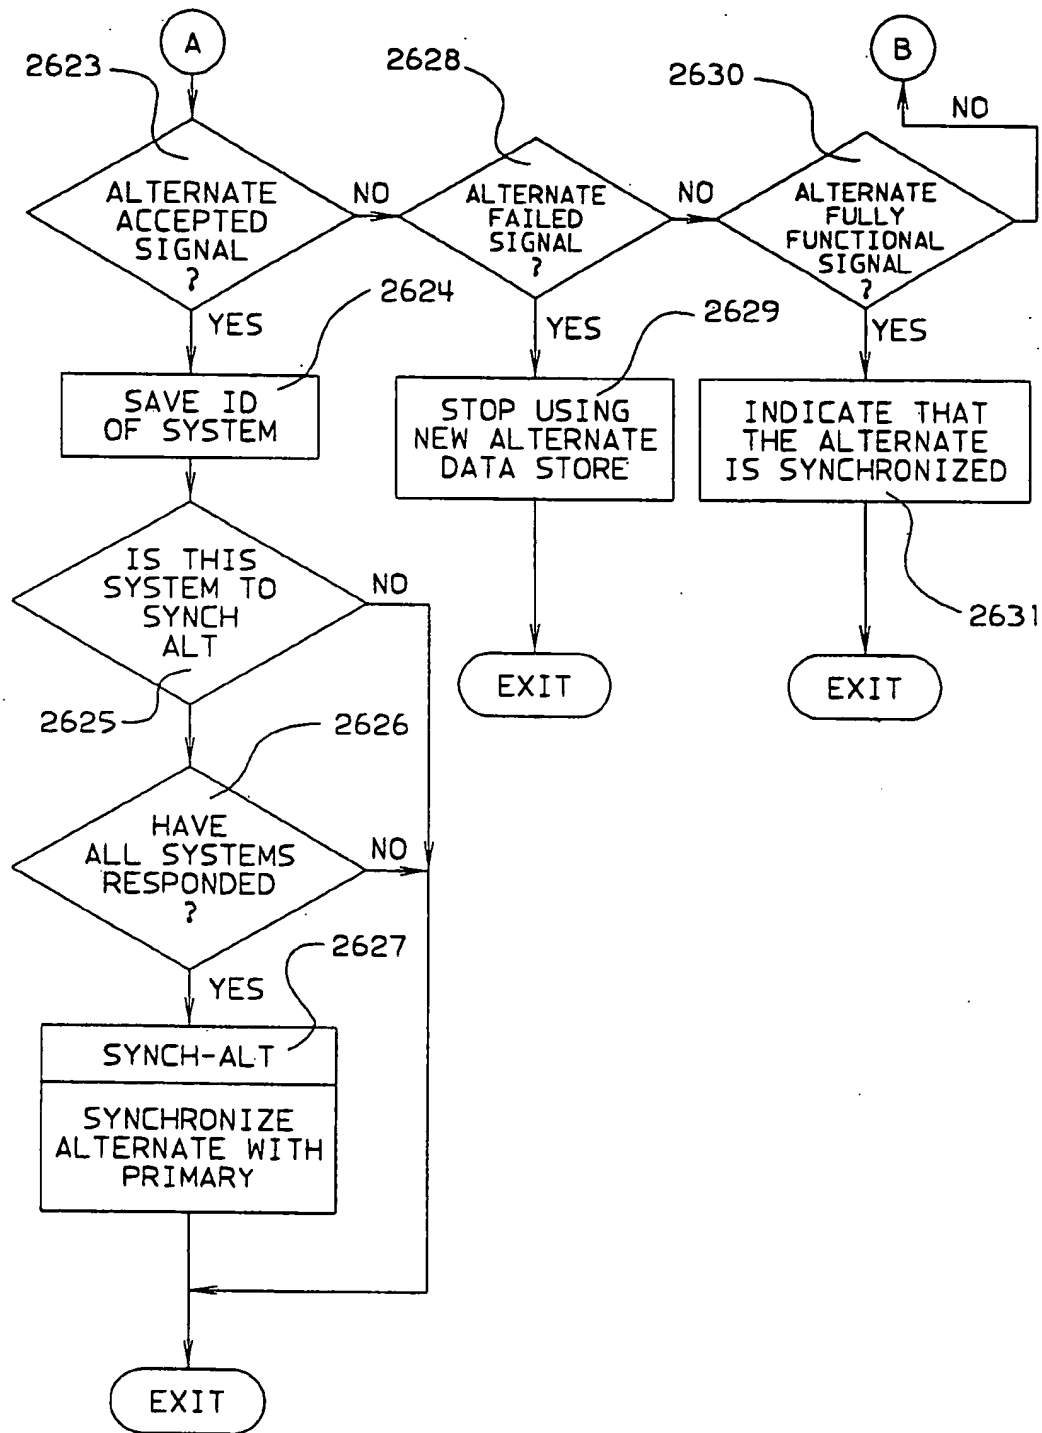 A
2623
ALTERNATE
ACCEPTED
SIGNAL
?
NO
YES
2628
ALTERNATE
FAILED
SIGNAL
?
NO
YES
2630
ALTERNATE
FULLY
FUNCTIONAL
SIGNAL
?
NO
B
YES
2624
SAVE ID
OF SYSTEM
2629
STOP USING
NEW ALTERNATE
DATA STORE
INDICATE THAT
THE ALTERNATE
IS SYNCHRONIZED
2631
EXIT
EXIT
IS THIS
SYSTEM TO
SYNCH
ALT
NO
2625
2626
HAVE
ALL SYSTEMS
RESPONDED
?
NO
YES
2627
SYNCH-ALT
SYNCHRONIZE
ALTERNATE WITH
PRIMARY
EXIT